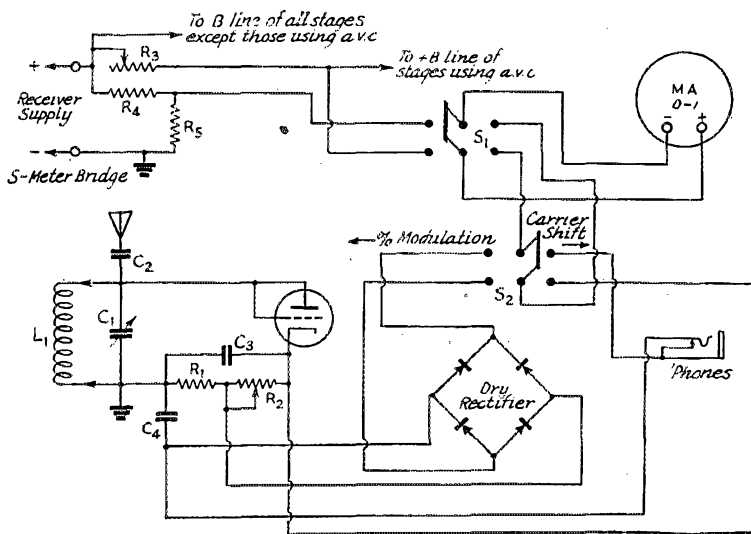 To B line of all stages
except those using a.v.c
R3
To +B line of
stages using a.v.c
+
Receiver
Supply
R4
R5
-
S-Meter Bridge
S1
MA
0-1
- +
% Modulation
Carrier
Shift
S2
C2
L1
C1
C3
R1
R2
C4
Dry
Rectifier
'Phones